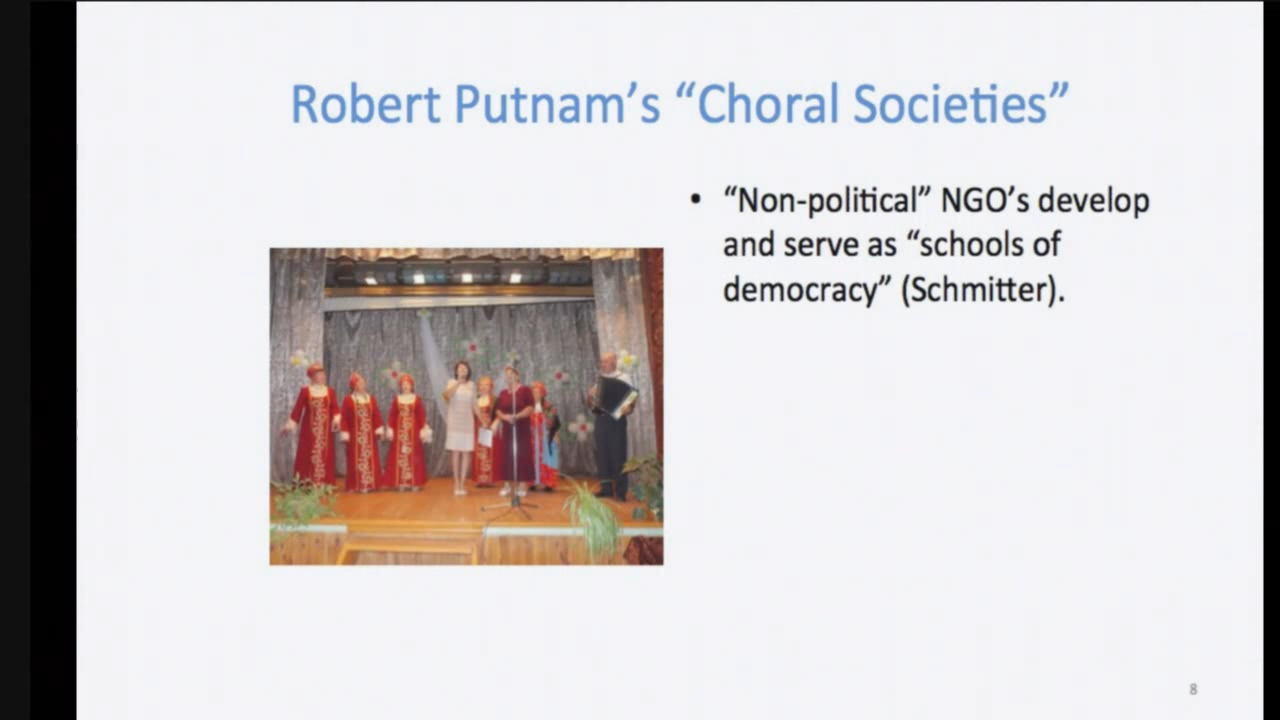 Robert Putnam’s “Choral Societies”
• “Non-political” NGO’s develop
and serve as “schools of
democracy” (Schmitter).
8